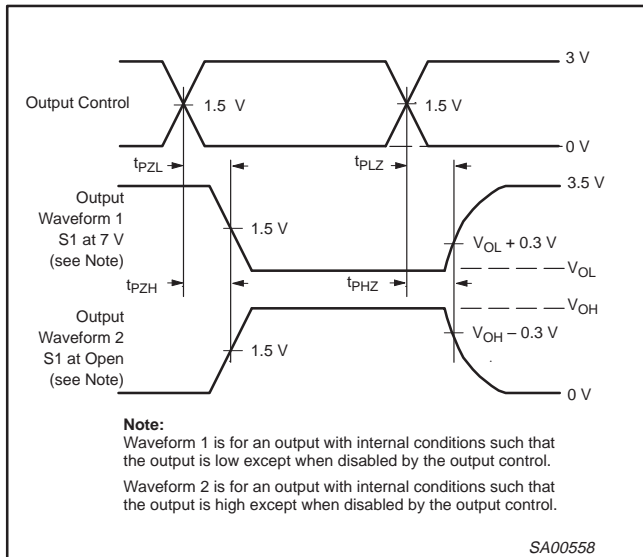 3 V
Output Control
1.5 V
1.5 V
0 V
tPZL
tPLZ
3.5 V
Output
Waveform 1
S1 at 7 V
(see Note)
1.5 V
VOL + 0.3 V
VOL
tPZH
tPHZ
VOH
Output
Waveform 2
S1 at Open
(see Note)
1.5 V
VOH – 0.3 V
0 V
Note:
Waveform 1 is for an output with internal conditions such that
the output is low except when disabled by the output control.
Waveform 2 is for an output with internal conditions such that
the output is high except when disabled by the output control.
SA00558